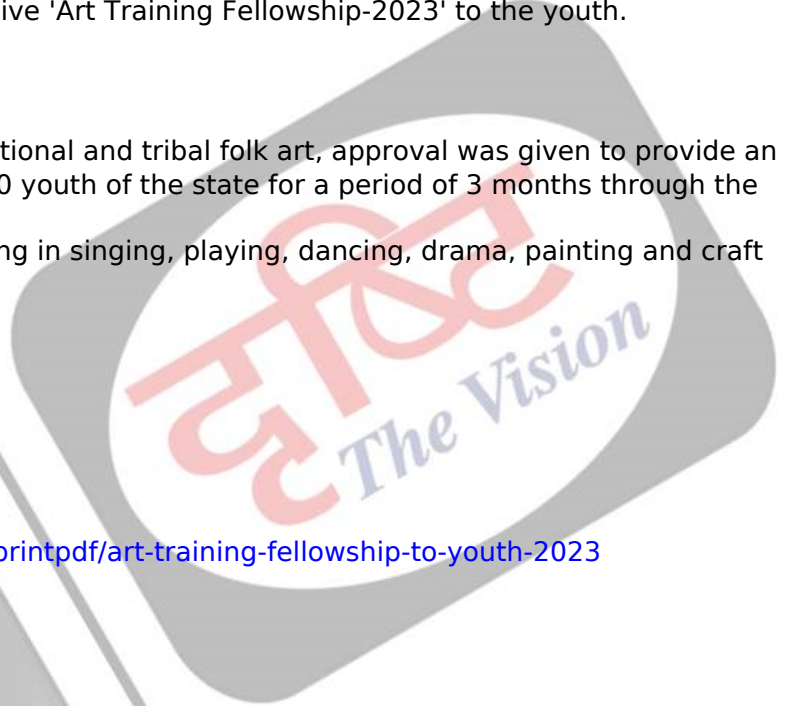 ive 'Art Training Fellowship-2023' to the youth.
tional and tribal folk art, approval was given to provide an
0 youth of the state for a period of 3 months through the
ng in singing, playing, dancing, drama, painting and craft
दृष्टि
The Vision
printpdf/art-training-fellowship-to-youth-2023